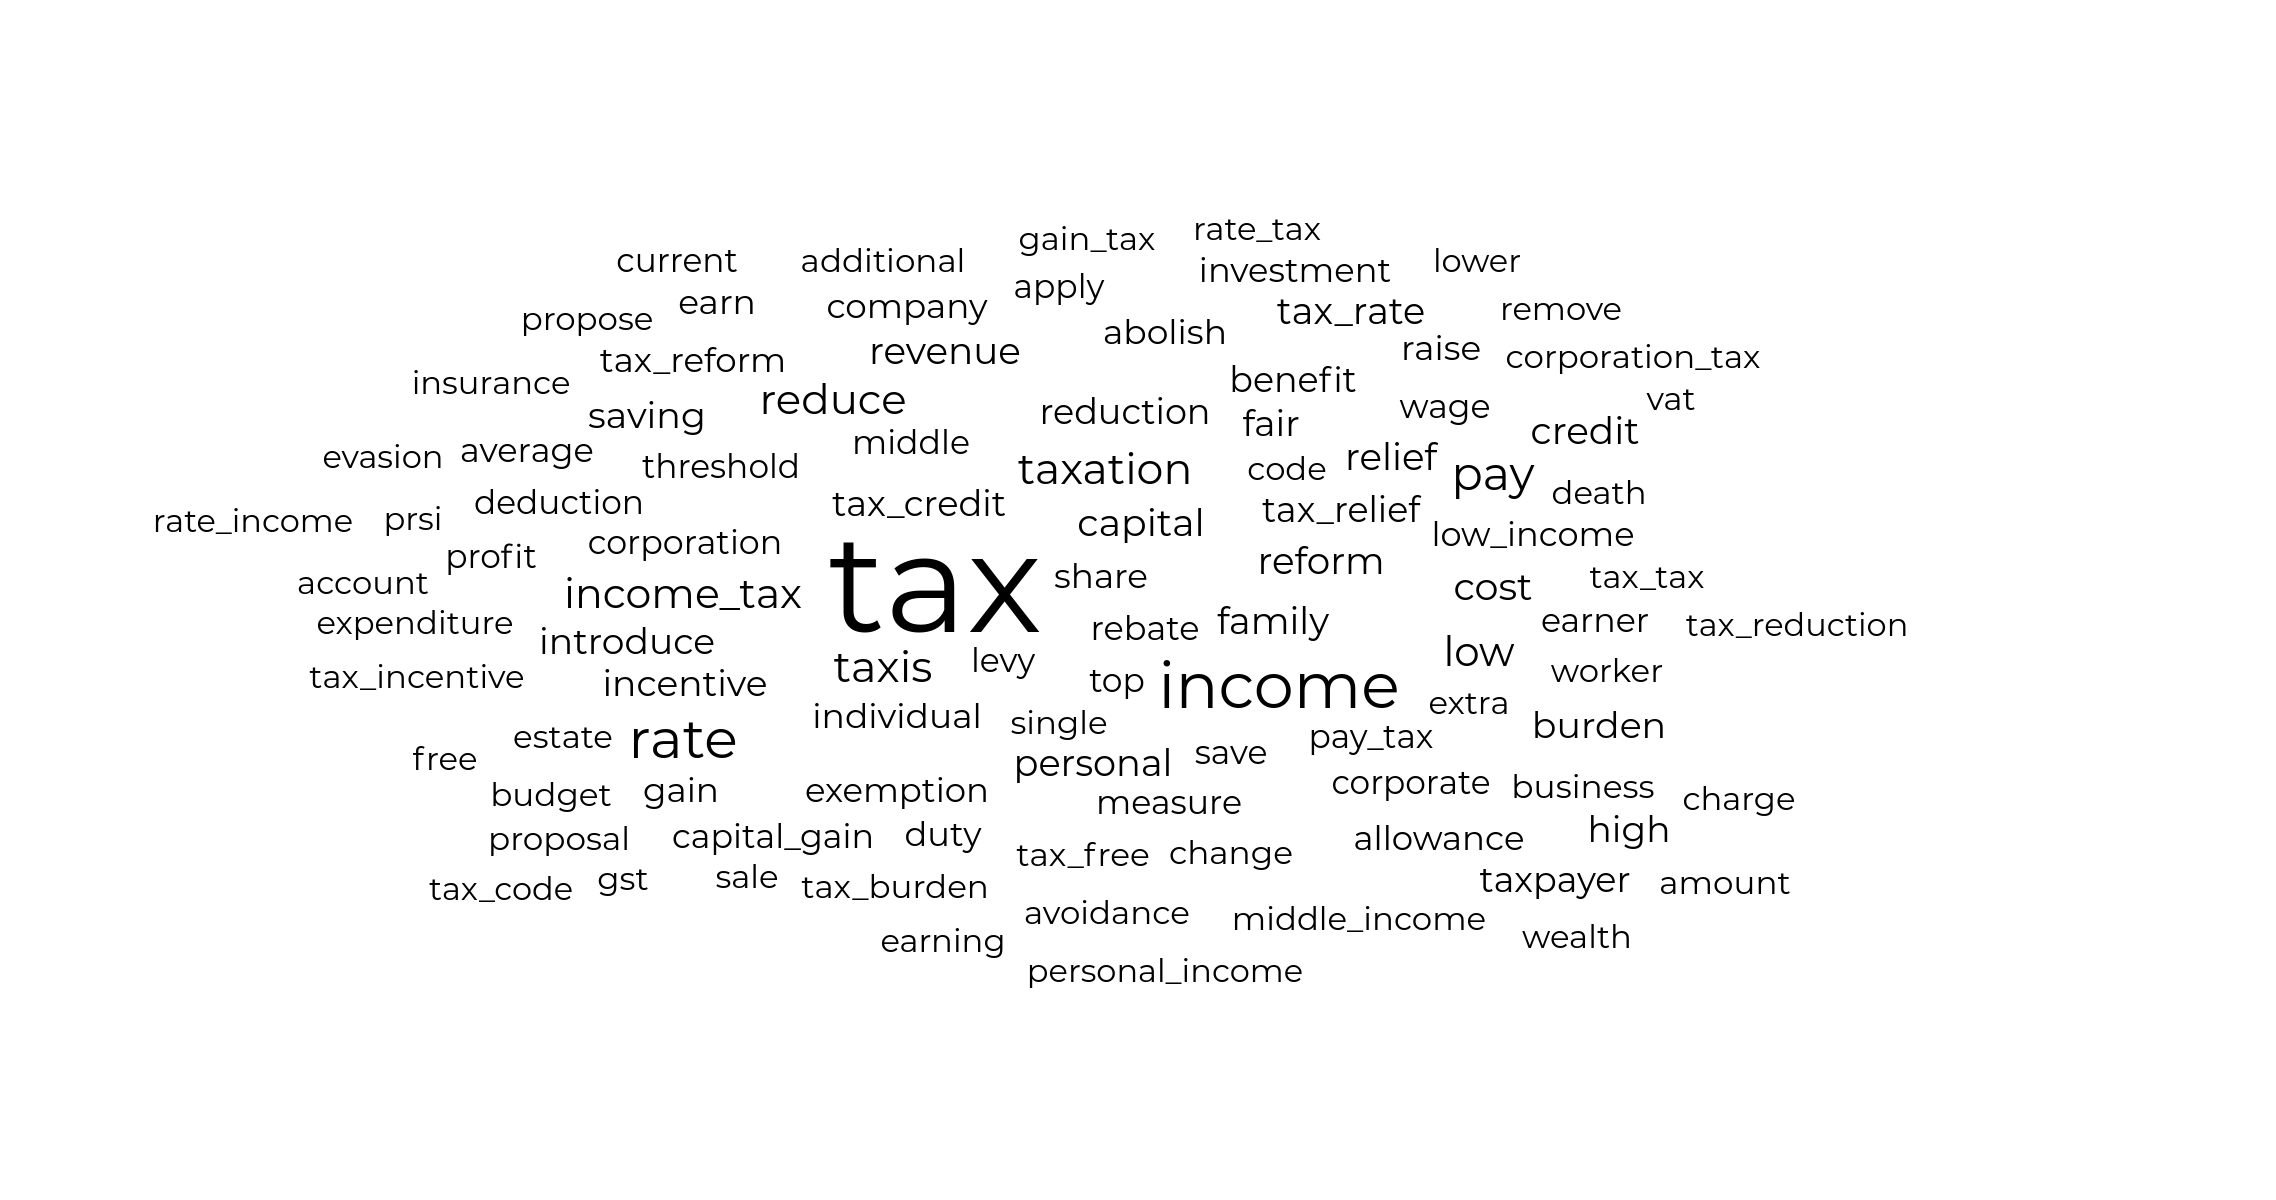 gain_tax rate_tax
current additional investment lower
earn company apply tax_rate remove
propose abolish
tax_reform revenue raise corporation_tax
insurance reduce benefit vat
saving reduction fair wage credit
evasion average threshold middle taxation code relief pay death
rate_income prsi deduction tax_credit capital tax_relief low_income
profit corporation reform
account income_tax tax share cost tax_tax
expenditure introduce rebate family earner tax_reduction
tax_incentive incentive taxis levy top income low worker
individual single extra burden
free estate rate personal save pay_tax
budget gain exemption measure corporate business charge
proposal capital_gain duty tax_free change allowance high
tax_code gst sale tax_burden taxpayer amount
earning avoidance middle_income wealth
personal_income